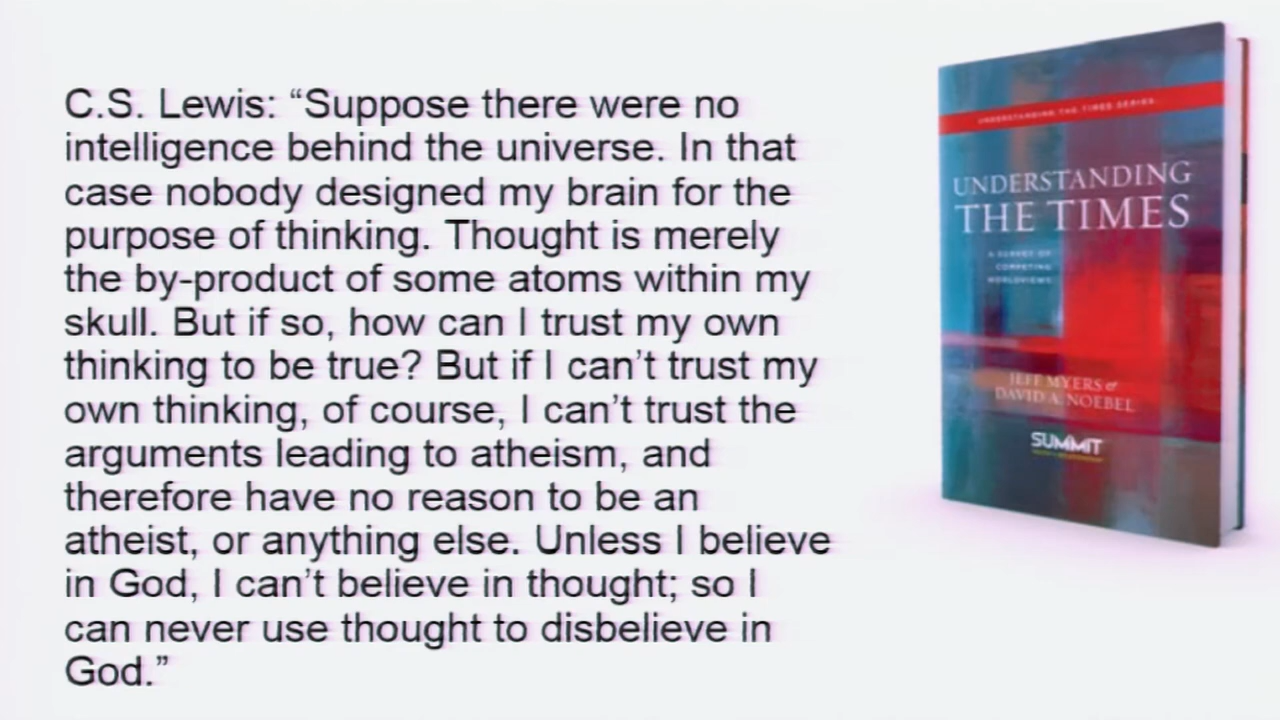 C.S. Lewis: “Suppose there were no
intelligence behind the universe. In that
case nobody designed my brain for the
purpose of thinking. Thought is merely
the by-product of some atoms within my
skull. But if so, how can I trust my own
thinking to be true? But if I can’t trust my
own thinking, of course, I can’t trust the
arguments leading to atheism, and
therefore have no reason to be an
atheist, or anything else. Unless I believe
in God, I can’t believe in thought; so I
can never use thought to disbelieve in
God.”
UNDERSTANDING THE TIMES SERIES
UNDERSTANDING
THE TIMES
A SURVEY OF
COMPETING
WORLDVIEWS
JEFF MYERS &
DAVID A. NOEBEL
SUMMIT